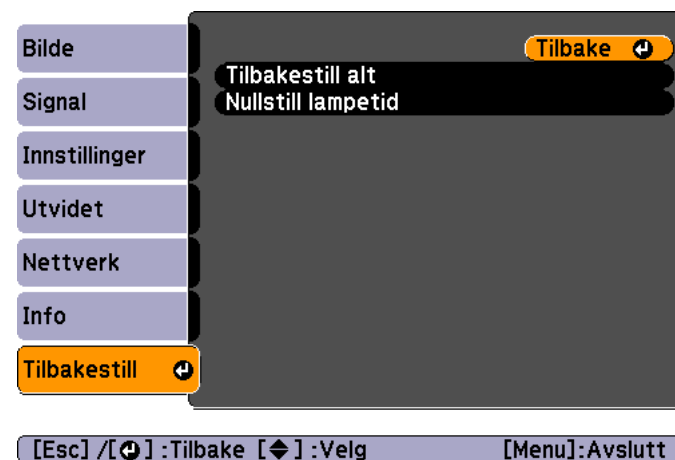 Bilde
Signal
Innstillinger
Utvidet
Nettverk
Info
Tilbakestill
Tilbake
Tilbakestill alt
Nullstill lampetid
[Esc] /[ ] :Tilbake [ ] :Velg [Menu]:Avslutt